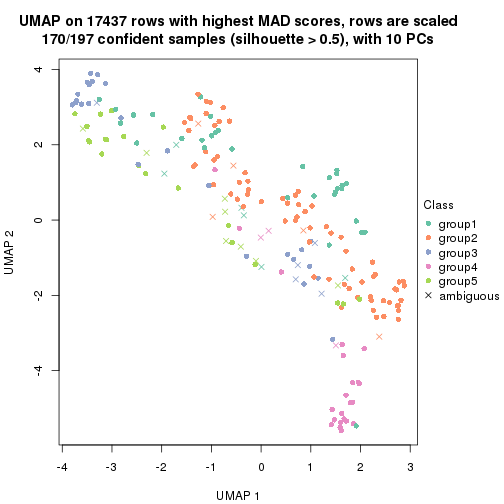 UMAP on 17437 rows with highest MAD scores, rows are scaled
170/197 confident samples (silhouette > 0.5), with 10 PCs
4
2
0
-2
-4
UMAP 2
-4 -3 -2 -1 0 1 2 3
UMAP 1
Class
group1
group2
group3
group4
group5
ambiguous